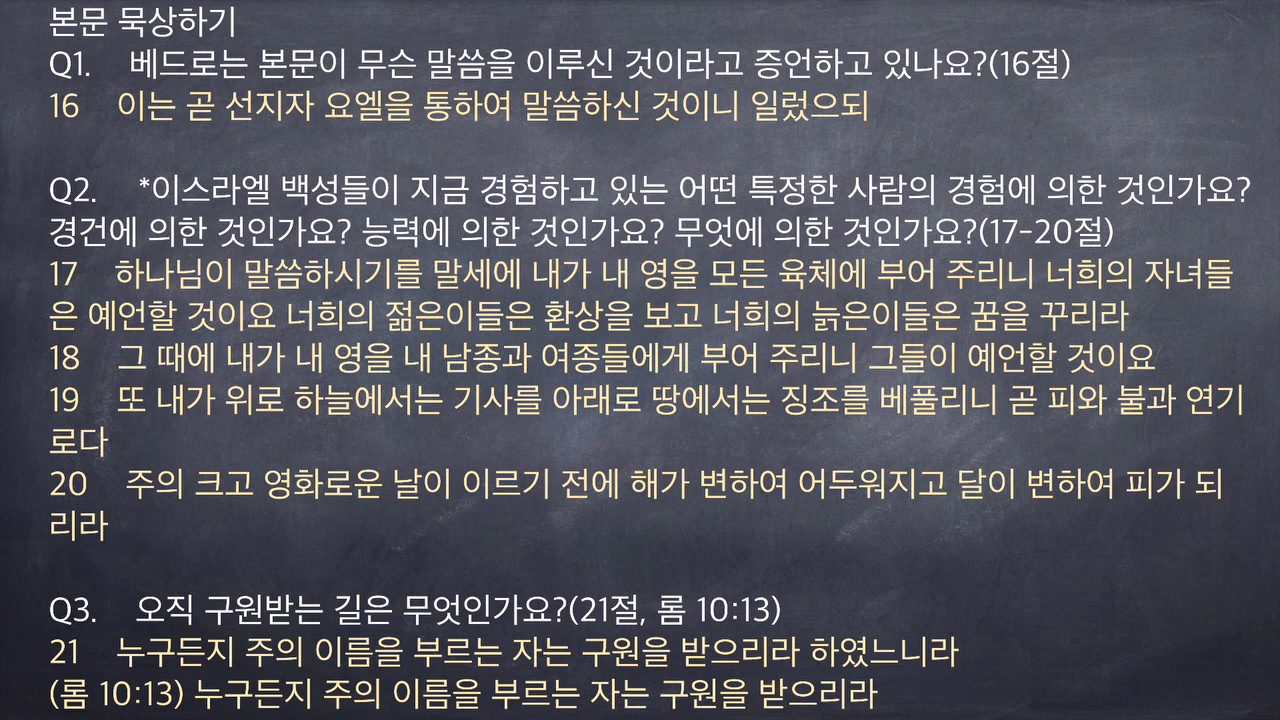 본문 묵상하기
Q1. 베드로는 본문이 무슨 말씀을 이루신 것이라고 증언하고 있나요?(16절)
16 이는 곧 선지자 요엘을 통하여 말씀하신 것이니 일렀으되
Q2. *이스라엘 백성들이 지금 경험하고 있는 어떤 특정한 사람의 경험에 의한 것인가요?
경건에 의한 것인가요? 능력에 의한 것인가요? 무엇에 의한 것인가요?(17-20절)
17 하나님이 말씀하시기를 말세에 내가 내 영을 모든 육체에 부어 주리니 너희의 자녀들
은 예언할 것이요 너희의 젊은이들은 환상을 보고 너희의 늙은이들은 꿈을 꾸리라
18 그 때에 내가 내 영을 내 남종과 여종들에게 부어 주리니 그들이 예언할 것이요
19 또 내가 위로 하늘에서는 기사를 아래로 땅에서는 징조를 베풀리니 곧 피와 불과 연기
로다
20 주의 크고 영화로운 날이 이르기 전에 해가 변하여 어두워지고 달이 변하여 피가 되
리라
Q3. 오직 구원받는 길은 무엇인가요?(21절, 롬 10:13)
21 누구든지 주의 이름을 부르는 자는 구원을 받으리라 하였느니라
(롬 10:13) 누구든지 주의 이름을 부르는 자는 구원을 받으리라